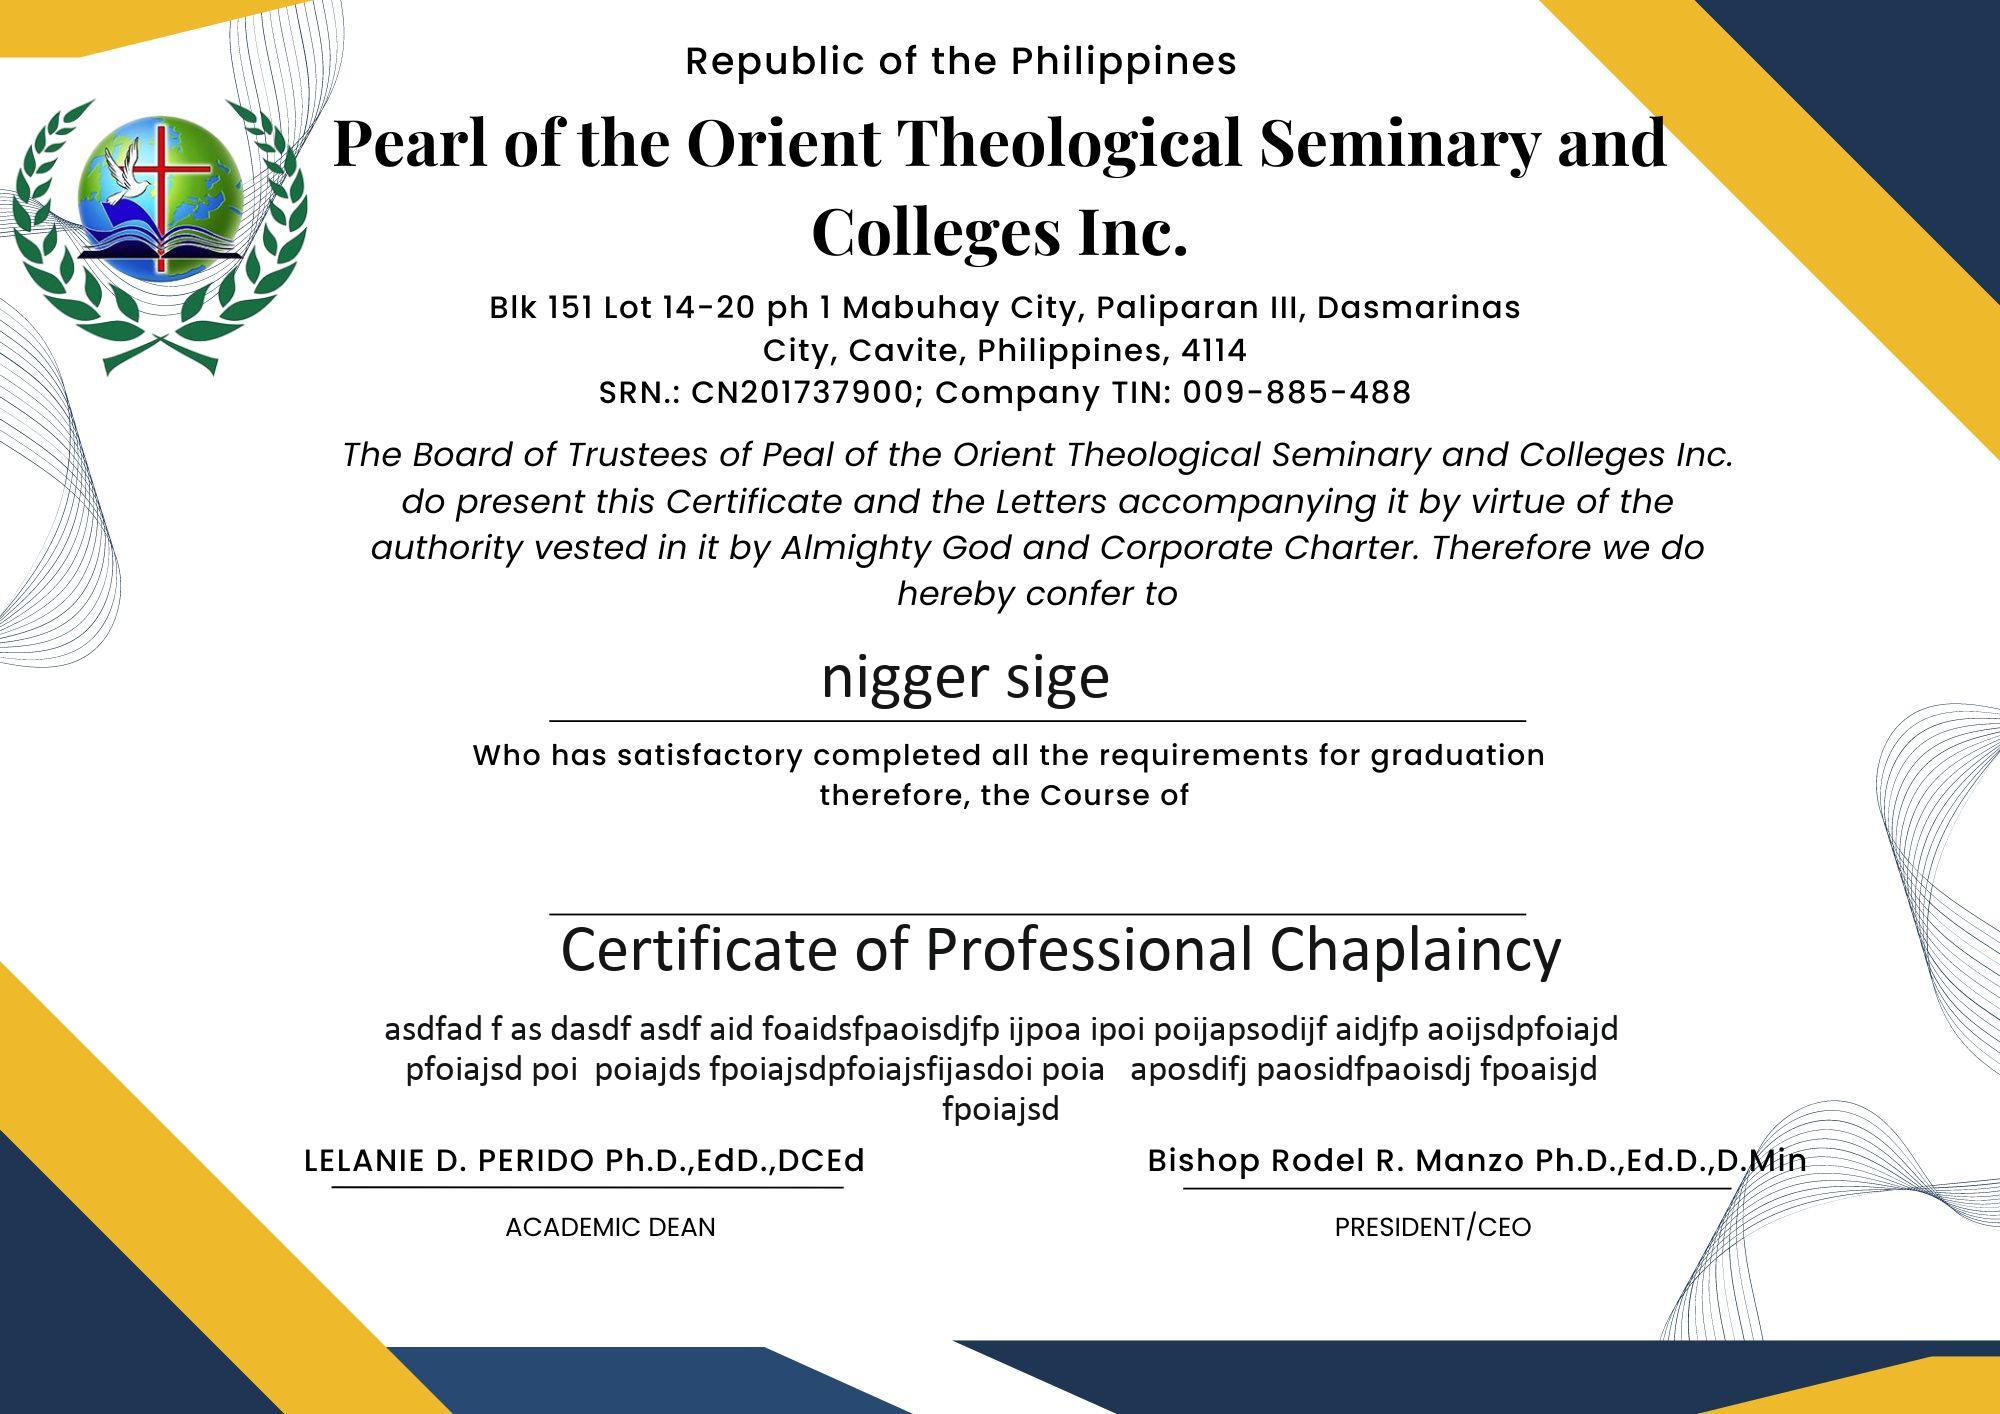 Republic of the Philippines
Pearl of the Orient Theological Seminary and
Colleges Inc.
Blk 151 Lot 14-20 ph 1 Mabuhay City, Paliparan III, Dasmarinas
City, Cavite, Philippines, 4114
SRN.: CN201737900; Company TIN: 009-885-488
The Board of Trustees of Peal of the Orient Theological Seminary and Colleges Inc.
do present this Certificate and the Letters accompanying it by virtue of the
authority vested in it by Almighty God and Corporate Charter. Therefore we do
hereby confer to
nigger sige
Who has satisfactory completed all the requirements for graduation
therefore, the Course of
Certificate of Professional Chaplaincy
asdfad f as dasdf asdf aid foaidsfpaoisdjfp ijpoa ipoi poijapsodijf aidjfp aoijsdpfoiajd
pfoiajsd poi  poiajds fpoiajsdpfoiajsfijasdoi poia   aposdifj paosidfpaoisdj fpoaisjd
fpoiajsd
LELANIE D. PERIDO Ph.D.,EdD.,DCEd
Bishop Rodel R. Manzo Ph.D.,Ed.D.,D.Min
ACADEMIC DEAN
PRESIDENT/CEO